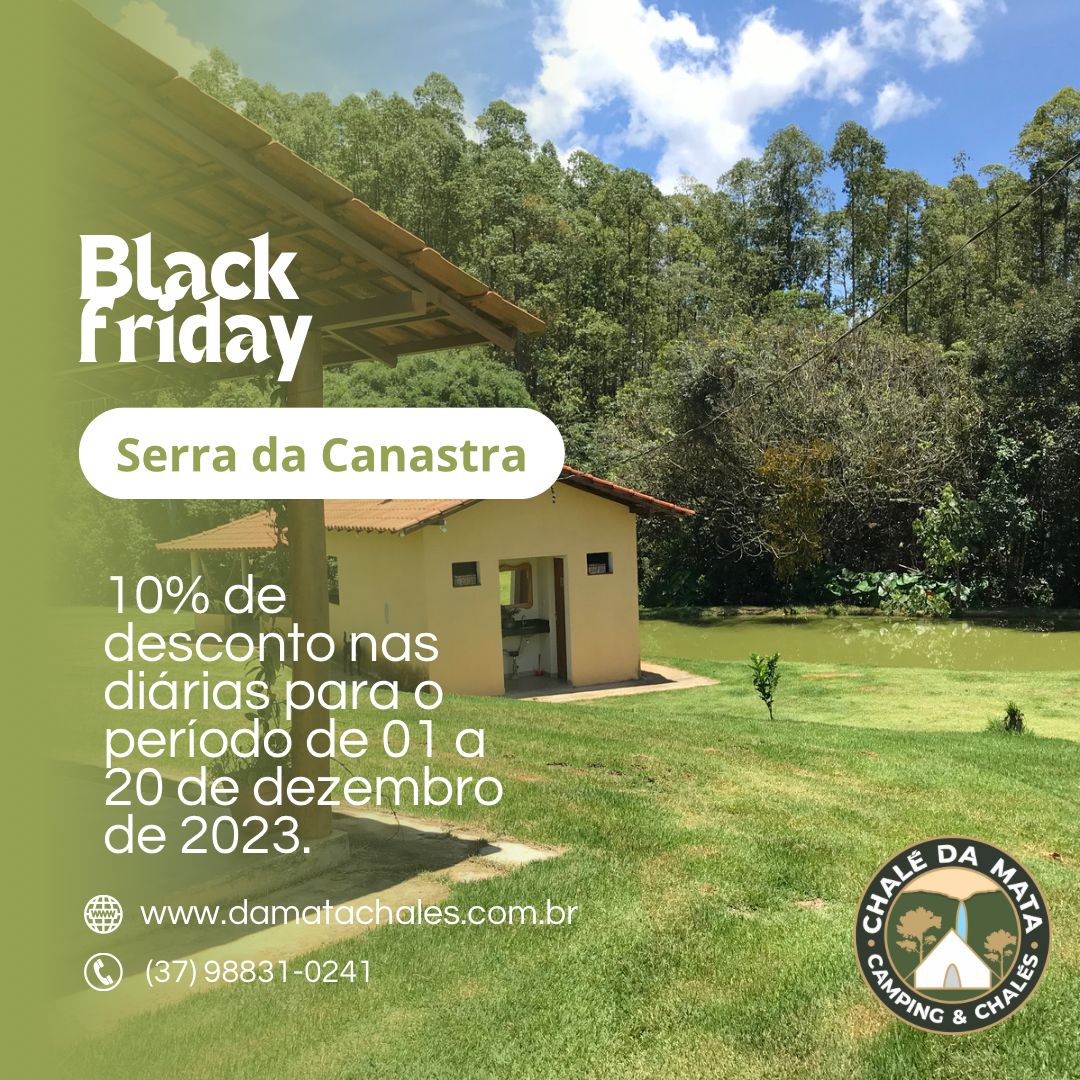 Black
friday
Serra da Canastra
10% de
desconto nas
diárias para o
período de 01 a
20 de dezembro
de 2023.
www.damatachales.com.br
(37) 98831-0241
CHALÉ DA MATA
CAMPING & CHALÉS